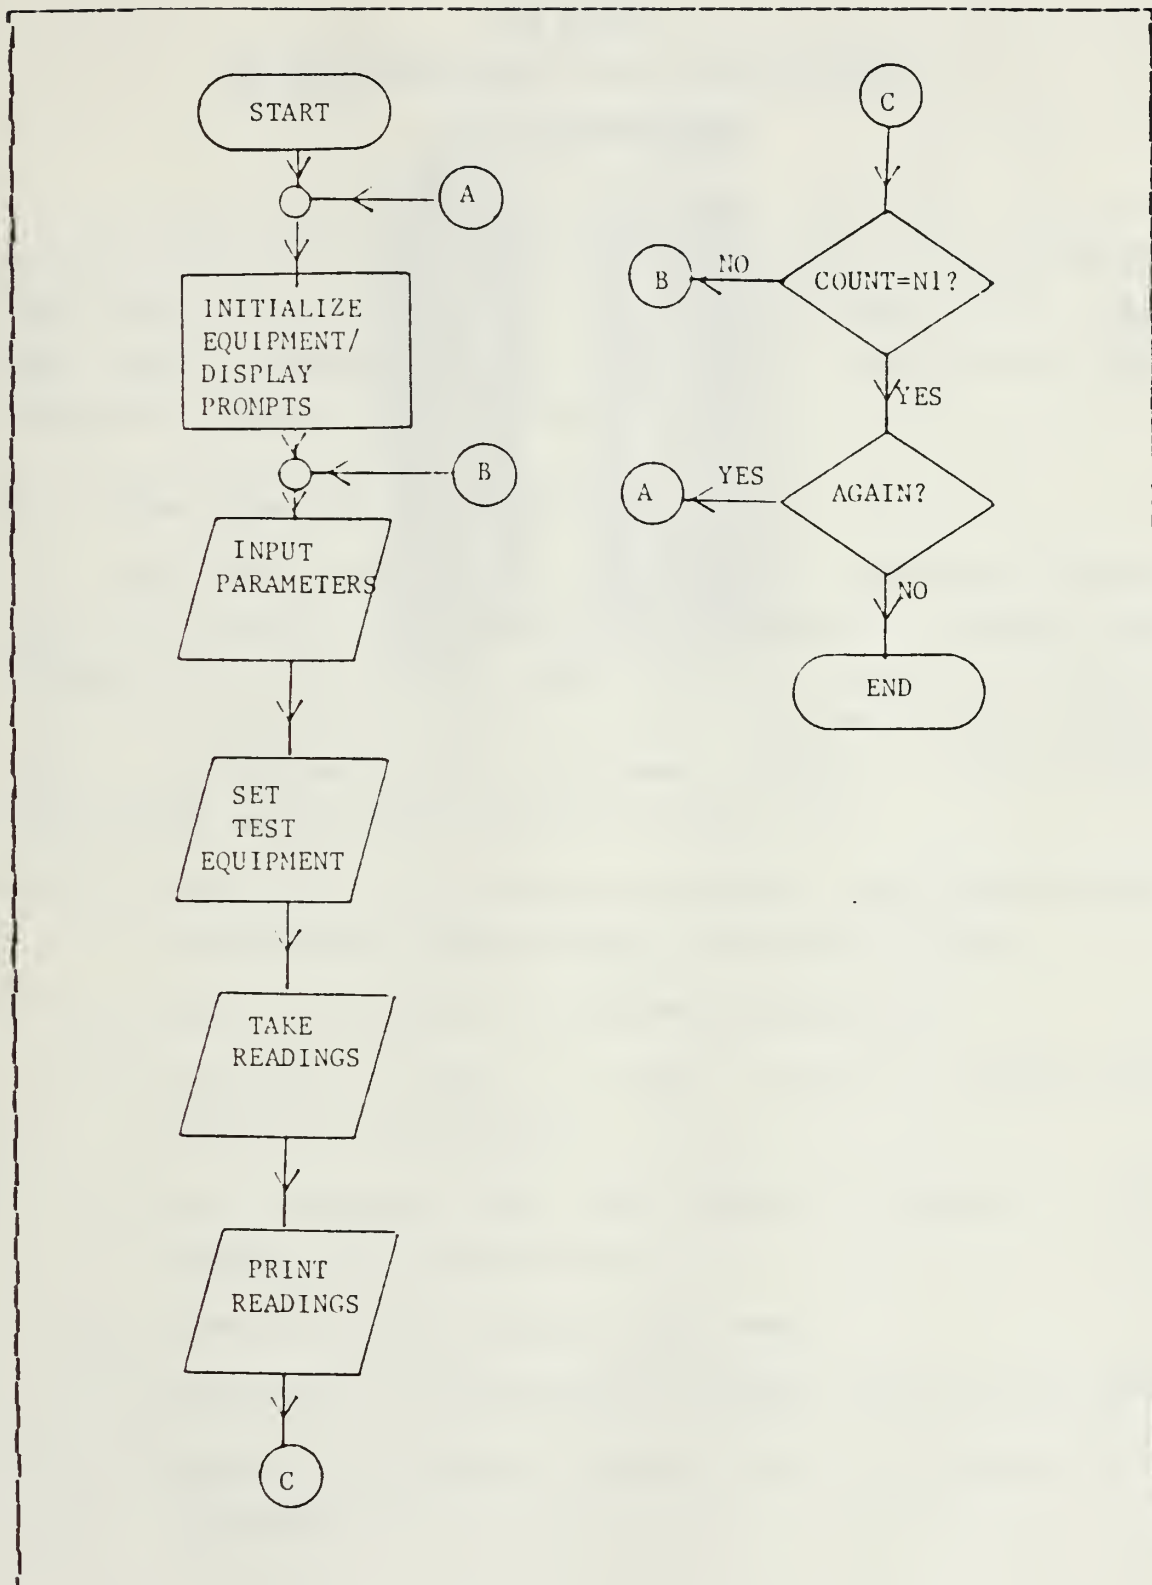 START
A
INITIALIZE
EQUIPMENT/
DISPLAY
PROMPTS
B
INPUT
PARAMETERS
SET
TEST
EQUIPMENT
TAKE
READINGS
PRINT
READINGS
C
C
COUNT=N1?
NO
B
YES
AGAIN?
YES
A
NO
END